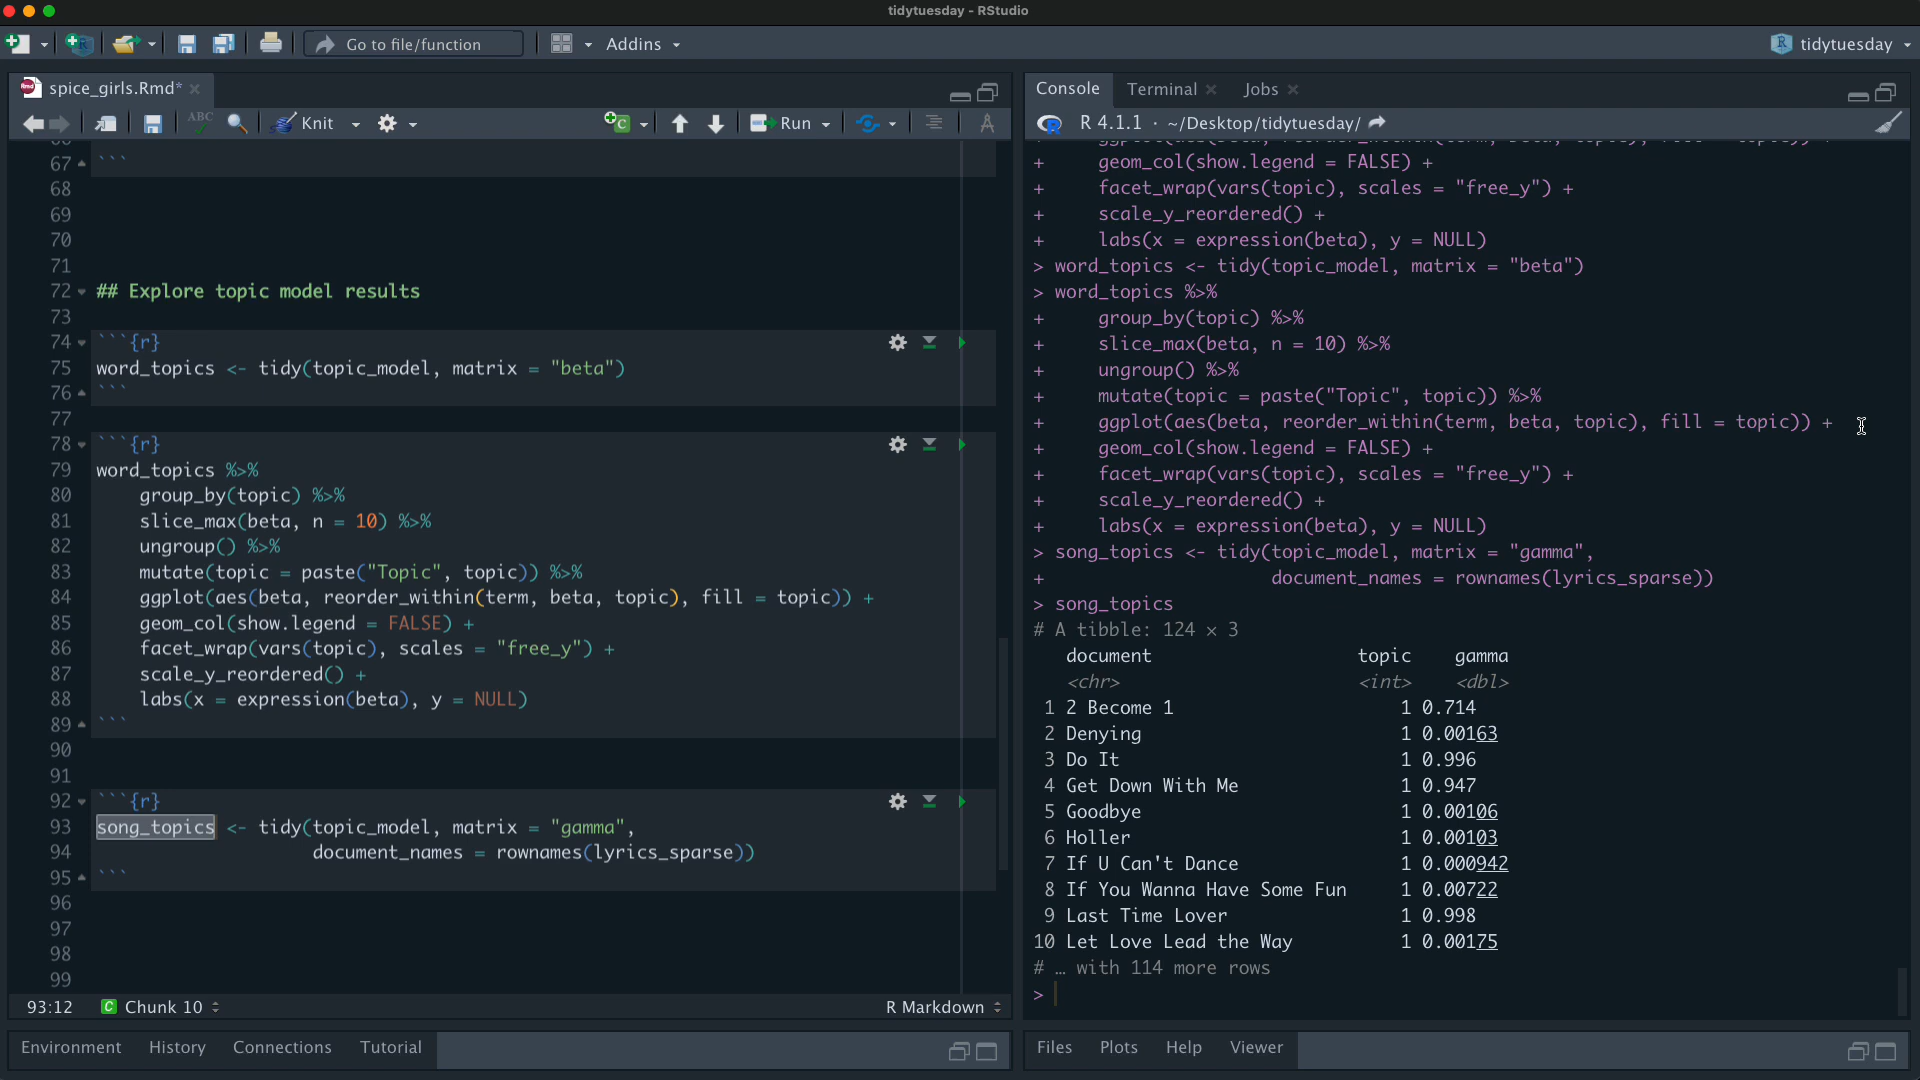 tidytuesday - RStudio
Go to file/function
Addins
tidytuesday
spice_girls.Rmd*
ABC
Knit
Run
67 ```
68
69
70
71
72 ## Explore topic model results
73
74 ```{r}
75 word_topics <- tidy(topic_model, matrix = "beta")
76 ```
77
78 ```{r}
79 word_topics %>%
80     group_by(topic) %>%
81     slice_max(beta, n = 10) %>%
82     ungroup() %>%
83     mutate(topic = paste("Topic", topic)) %>%
84     ggplot(aes(beta, reorder_within(term, beta, topic), fill = topic)) +
85     geom_col(show.legend = FALSE) +
86     facet_wrap(vars(topic), scales = "free_y") +
87     scale_y_reordered() +
88     labs(x = expression(beta), y = NULL)
89 ```
90
91
92 ```{r}
93 song_topics <- tidy(topic_model, matrix = "gamma",
94                     document_names = rownames(lyrics_sparse))
95 ```
96
97
98
99
93:12
C Chunk 10
R Markdown
Environment History Connections Tutorial
Console Terminal Jobs
R 4.1.1 · ~/Desktop/tidytuesday/
+     geom_col(show.legend = FALSE) +
+     facet_wrap(vars(topic), scales = "free_y") +
+     scale_y_reordered() +
+     labs(x = expression(beta), y = NULL)
> word_topics <- tidy(topic_model, matrix = "beta")
> word_topics %>%
+     group_by(topic) %>%
+     slice_max(beta, n = 10) %>%
+     ungroup() %>%
+     mutate(topic = paste("Topic", topic)) %>%
+     ggplot(aes(beta, reorder_within(term, beta, topic), fill = topic)) +
+     geom_col(show.legend = FALSE) +
+     facet_wrap(vars(topic), scales = "free_y") +
+     scale_y_reordered() +
+     labs(x = expression(beta), y = NULL)
> song_topics <- tidy(topic_model, matrix = "gamma",
+                     document_names = rownames(lyrics_sparse))
> song_topics
# A tibble: 124 × 3
   document                   topic    gamma
   <chr>                      <int>    <dbl>
 1 2 Become 1                     1 0.714
 2 Denying                        1 0.00163
 3 Do It                          1 0.996
 4 Get Down With Me               1 0.947
 5 Goodbye                        1 0.00106
 6 Holler                         1 0.00103
 7 If U Can't Dance               1 0.000942
 8 If You Wanna Have Some Fun     1 0.00722
 9 Last Time Lover                1 0.998
10 Let Love Lead the Way          1 0.00175
# … with 114 more rows
>
Files Plots Help Viewer